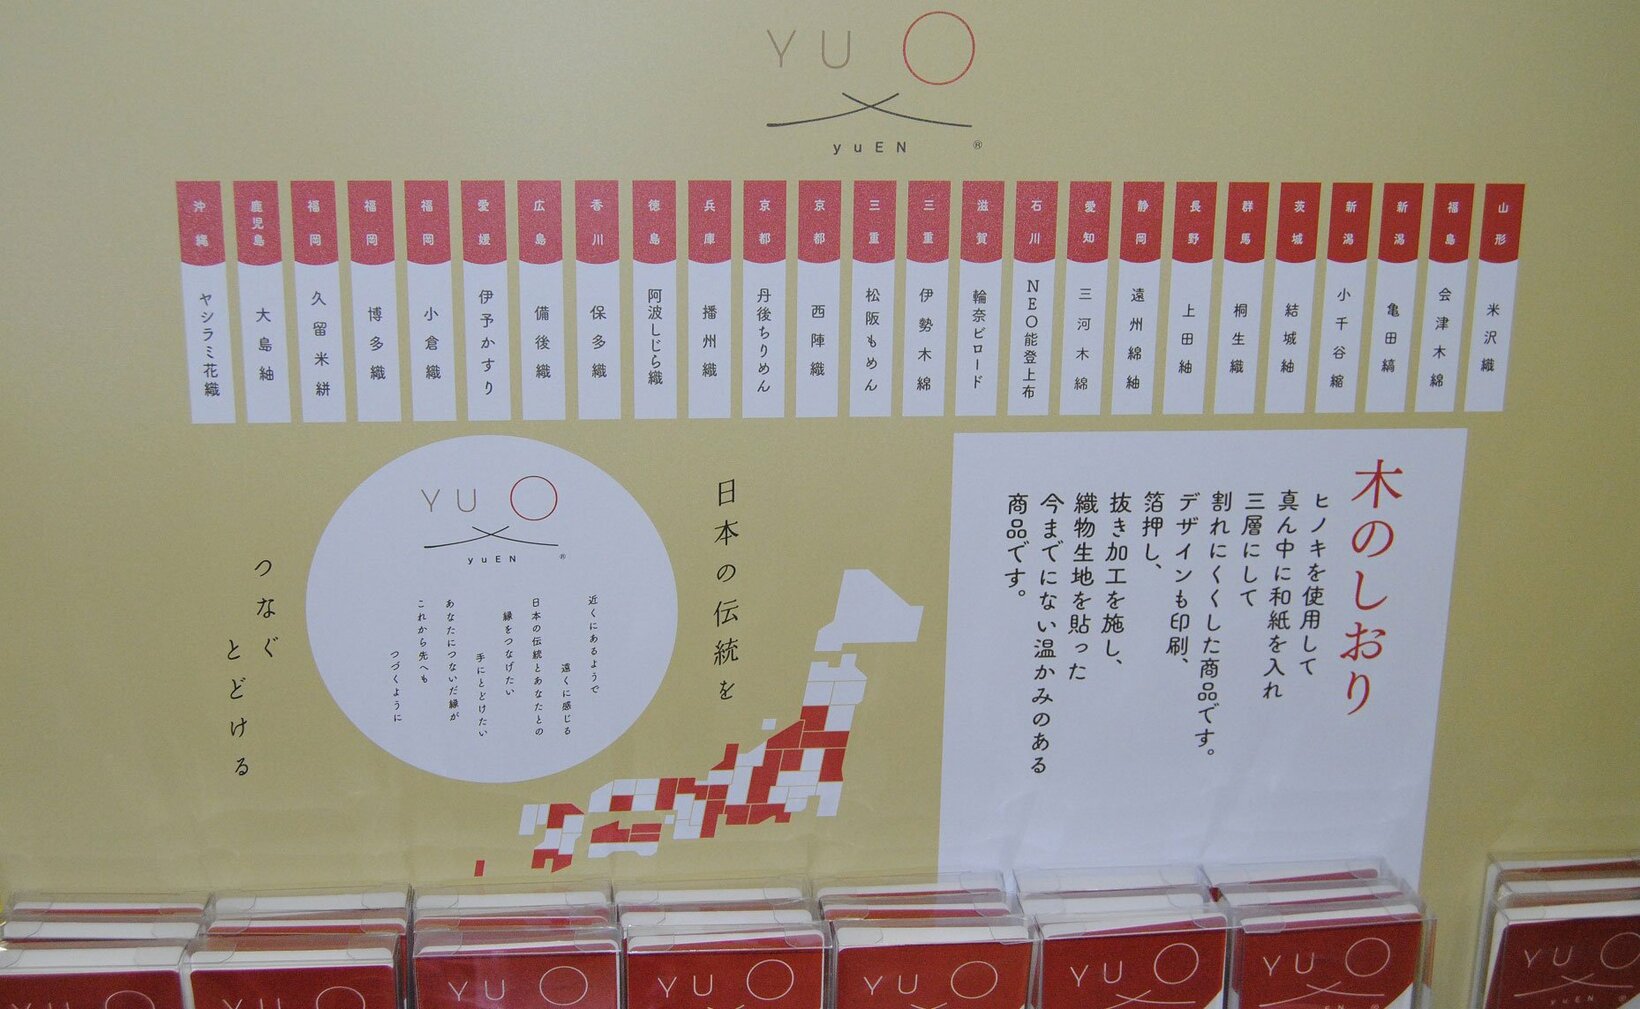 YUO
yuEN ®
山形 米沢織
福島 会津木綿
新潟 亀田縞
新潟 小千谷縮
茨城 結城紬
群馬 桐生織
長野 上田紬
静岡 遠州綿紬
愛知 三河木綿
石川 NEO能登上布
滋賀 輪奈ビロード
三重 伊勢木綿
三重 松阪もめん
京都 西陣織
京都 丹後ちりめん
兵庫 播州織
徳島 阿波しじら織
香川 保多織
広島 備後織
愛媛 伊予かすり
福岡 小倉織
福岡 博多織
福岡 久留米絣
鹿児島 大島紬
沖縄 ヤシラミ花織
木のしおり
ヒノキを使用して
真ん中に和紙を入れ
三層にして
割れにくくした商品です。
デザインも印刷、
箔押し、
抜き加工を施し、
織物生地を貼った
今までにない温かみのある
商品です。
日本の伝統を
YUO
yuEN ®
近くにあるようで
遠くに感じる
日本の伝統とあなたとの
縁をつなげたい
手にとどけたい
あなたにつないだ縁が
これから先へも
つづくように
つなぐ
とどける
YUO
YUO
YUO
YUO
YUO
YUO
YUO
yuEN ®
YUO
yuEN ®